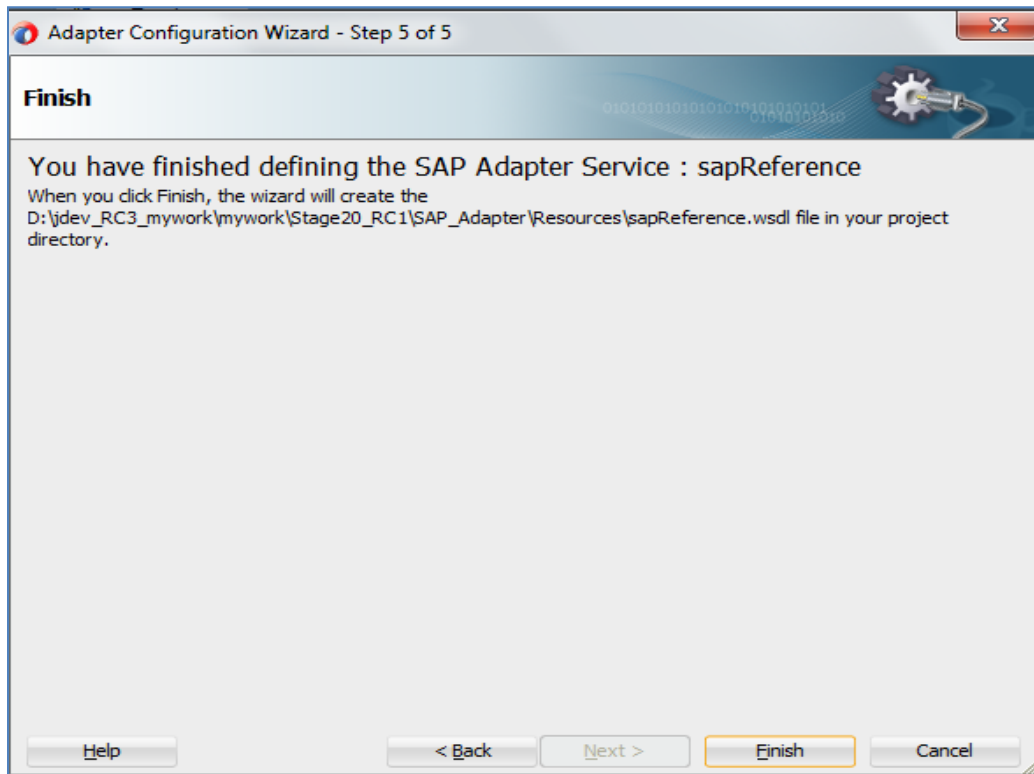 Adapter Configuration Wizard - Step 5 of 5
Finish
0101010101010101010101010101
01010101010
You have finished defining the SAP Adapter Service : sapReference
When you click Finish, the wizard will create the
D:\jdev_RC3_mywork\mywork\Stage20_RC1\SAP_Adapter\Resources\sapReference.wsdl file in your project
directory.
Help
< Back
Next >
Finish
Cancel